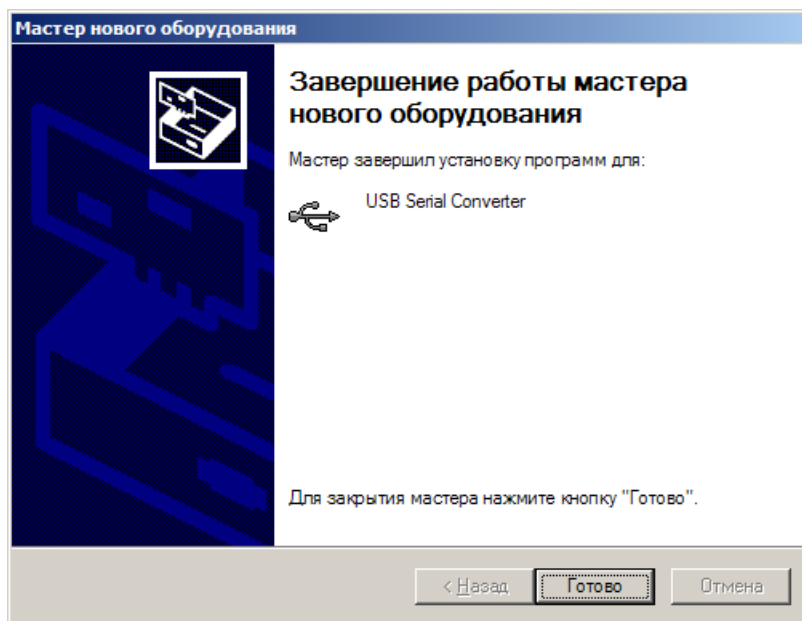 Мастер нового оборудования
Завершение работы мастера
нового оборудования
Мастер завершил установку программ для:
USB Serial Converter
Для закрытия мастера нажмите кнопку "Готово".
< Назад
Готово
Отмена